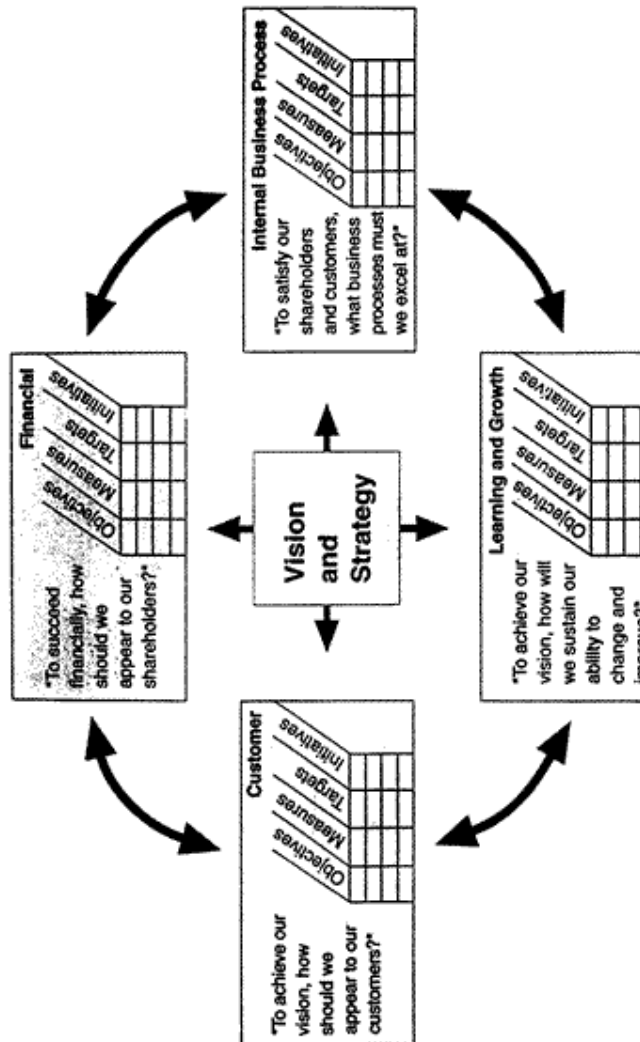 Financial
"To succeed
financially, how
should we
appear to our
shareholders?"
Objectives
Measures
Targets
Initiatives
Customer
"To achieve our
vision, how
should we
appear to our
customers?"
Objectives
Measures
Targets
Initiatives
Vision
and
Strategy
Internal Business Process
"To satisfy our
shareholders
and customers,
what business
processes must
we excel at?"
Objectives
Measures
Targets
Initiatives
Learning and Growth
"To achieve our
vision, how will
we sustain our
ability to
change and
Objectives
Measures
Targets
Initiatives